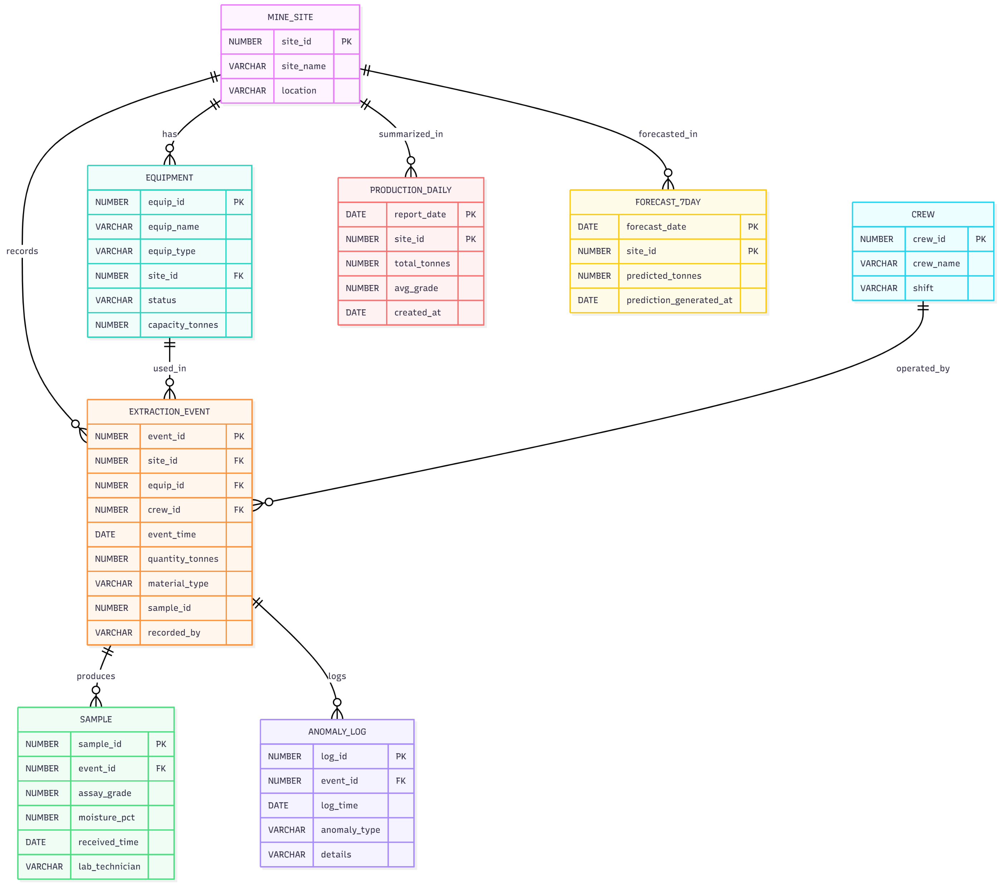 MINE_SITE
NUMBER site_id PK
VARCHAR site_name
VARCHAR location
has
summarized_in
forecasted_in
records
EQUIPMENT
NUMBER equip_id PK
VARCHAR equip_name
VARCHAR equip_type
NUMBER site_id FK
VARCHAR status
NUMBER capacity_tonnes
PRODUCTION_DAILY
DATE report_date PK
NUMBER site_id PK
NUMBER total_tonnes
NUMBER avg_grade
DATE created_at
FORECAST_7DAY
DATE forecast_date PK
NUMBER site_id PK
NUMBER predicted_tonnes
DATE prediction_generated_at
CREW
NUMBER crew_id PK
VARCHAR crew_name
VARCHAR shift
used_in
operated_by
EXTRACTION_EVENT
NUMBER event_id PK
NUMBER site_id FK
NUMBER equip_id FK
NUMBER crew_id FK
DATE event_time
NUMBER quantity_tonnes
VARCHAR material_type
NUMBER sample_id
VARCHAR recorded_by
produces
logs
SAMPLE
NUMBER sample_id PK
NUMBER event_id FK
NUMBER assay_grade
NUMBER moisture_pct
DATE received_time
VARCHAR lab_technician
ANOMALY_LOG
NUMBER log_id PK
NUMBER event_id FK
DATE log_time
VARCHAR anomaly_type
VARCHAR details